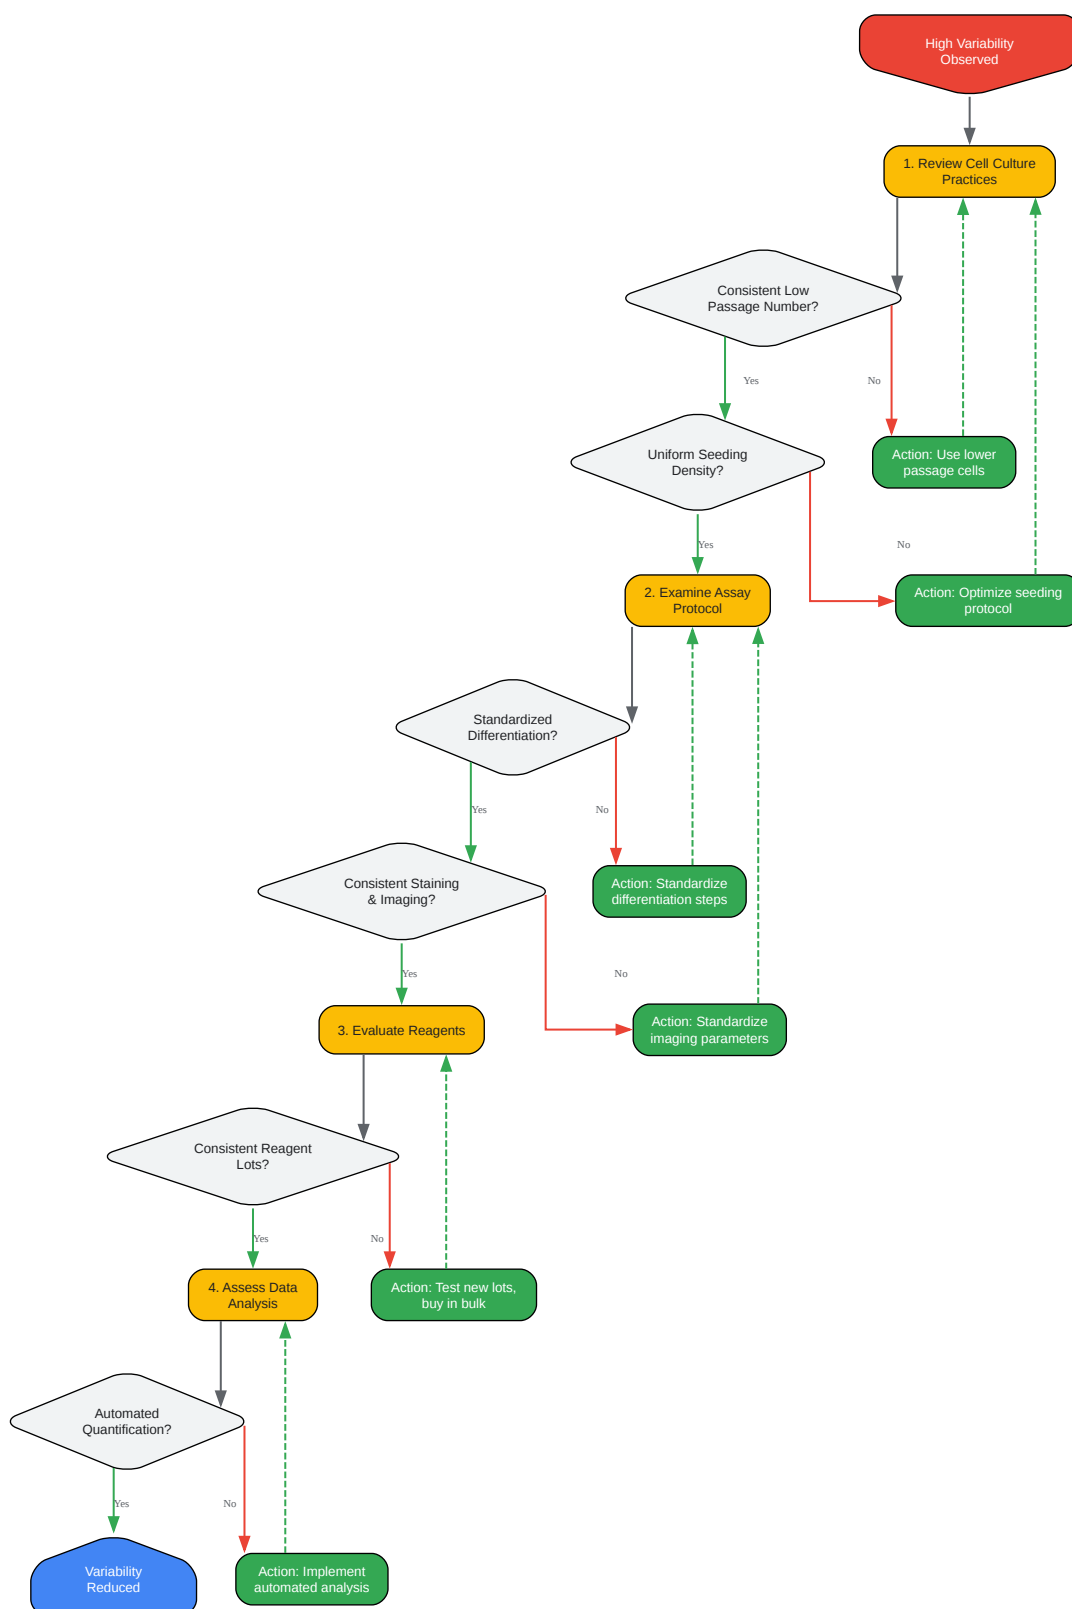 High Variability
Observed
1. Review Cell Culture
Practices
Consistent Low
Passage Number?
Yes
No
Uniform Seeding
Density?
Action: Use lower
passage cells
Yes
No
2. Examine Assay
Protocol
Action: Optimize seeding
protocol
Standardized
Differentiation?
Yes
No
Consistent Staining
& Imaging?
Action: Standardize
differentiation steps
Yes
No
3. Evaluate Reagents
Action: Standardize
imaging parameters
Consistent Reagent
Lots?
Yes
No
4. Assess Data
Analysis
Action: Test new lots,
buy in bulk
Automated
Quantification?
Yes
No
Variability
Reduced
Action: Implement
automated analysis